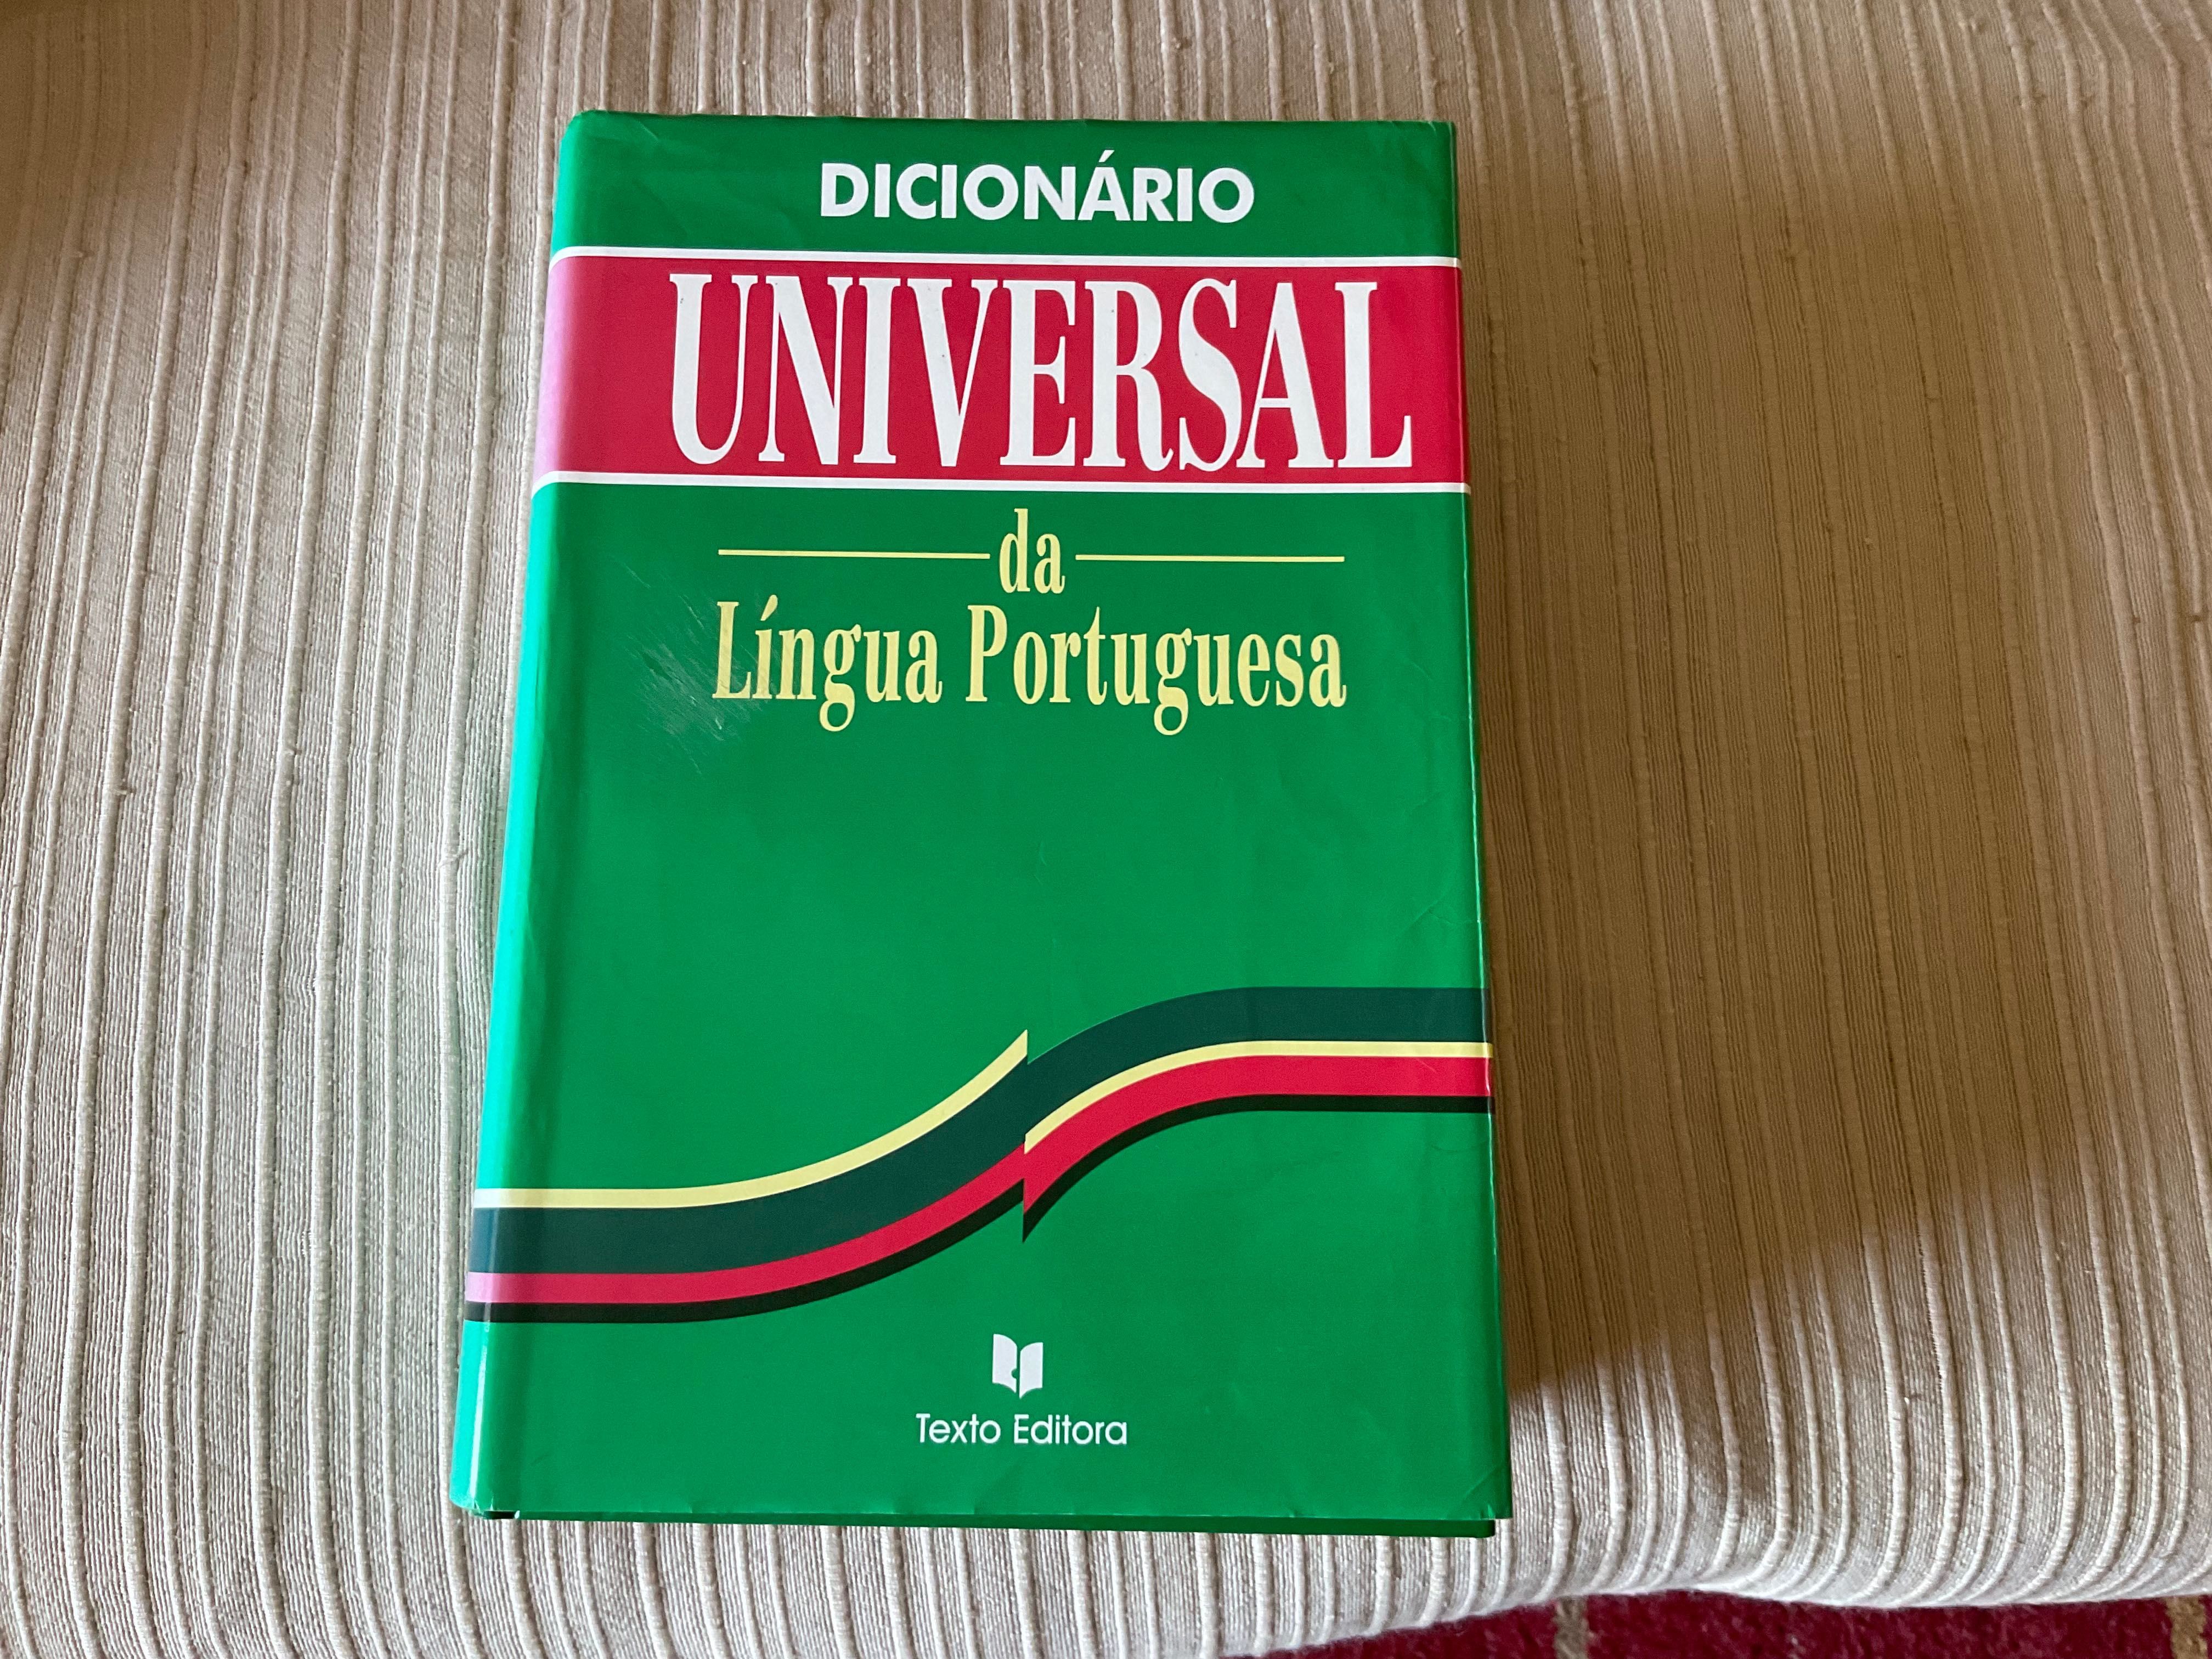 DICIONÁRIO
UNIVERSAL
da
Língua Portuguesa
Texto Editora